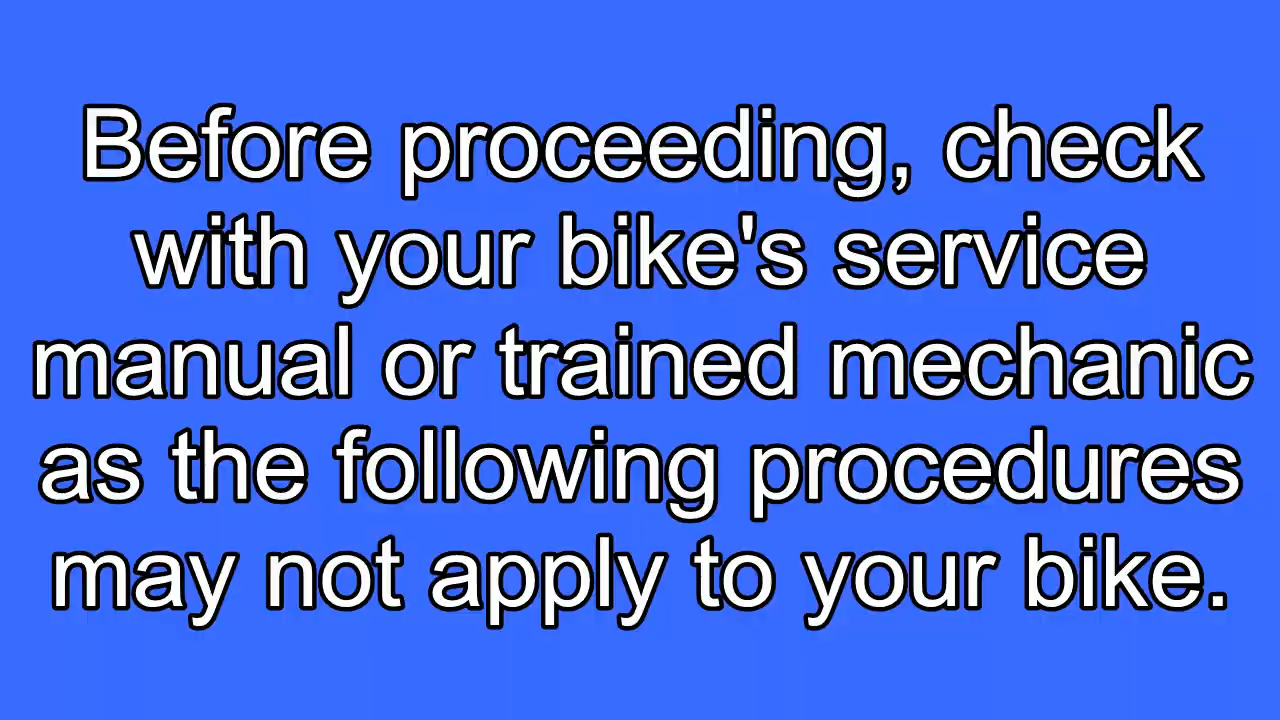 Before proceeding, check
with your bike's service
manual or trained mechanic
as the following procedures
may not apply to your bike.